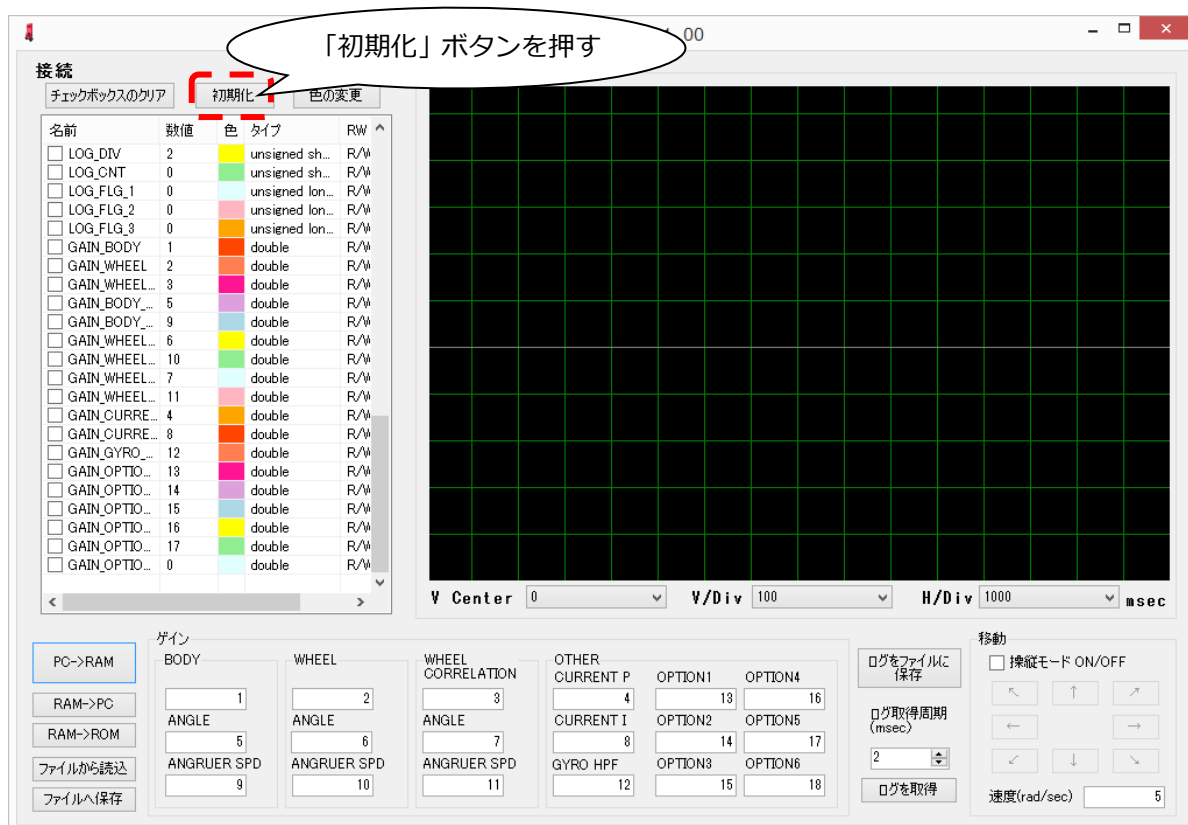 「初期化」ボタンを押す
00
接続
チェックボックスのクリア
初期化
色の変更
名前 数値 色 タイプ RW
LOG_DIV 2 unsigned sh... R/W
LOG_CNT 0 unsigned sh... R/W
LOG_FLG_1 0 unsigned lon... R/W
LOG_FLG_2 0 unsigned lon... R/W
LOG_FLG_3 0 unsigned lon... R/W
GAIN_BODY 1 double R/W
GAIN_WHEEL 2 double R/W
GAIN_WHEEL... 3 double R/W
GAIN_BODY_... 5 double R/W
GAIN_BODY_... 9 double R/W
GAIN_WHEEL... 6 double R/W
GAIN_WHEEL... 10 double R/W
GAIN_WHEEL... 7 double R/W
GAIN_WHEEL... 11 double R/W
GAIN_CURRE... 4 double R/W
GAIN_CURRE... 8 double R/W
GAIN_GYRO_... 12 double R/W
GAIN_OPTIO... 13 double R/W
GAIN_OPTIO... 14 double R/W
GAIN_OPTIO... 15 double R/W
GAIN_OPTIO... 16 double R/W
GAIN_OPTIO... 17 double R/W
GAIN_OPTIO... 0 double R/W
V Center 0 V/Div 100 H/Div 1000 msec
PC->RAM
RAM->PC
RAM->ROM
ファイルから読込
ファイルへ保存
ゲイン
BODY
1
ANGLE
5
ANGRUER SPD
9
WHEEL
2
ANGLE
6
ANGRUER SPD
10
WHEEL
CORRELATION
3
ANGLE
7
ANGRUER SPD
11
OTHER
CURRENT P
4
CURRENT I
8
GYRO HPF
12
OPTION1
13
OPTION2
14
OPTION3
15
OPTION4
16
OPTION5
17
OPTION6
18
ログをファイルに
保存
ログ取得周期
(msec)
2
ログを取得
移動
操縦モード ON/OFF
↖ ↑ ↗
← →
↙ ↓ ↘
速度(rad/sec) 5